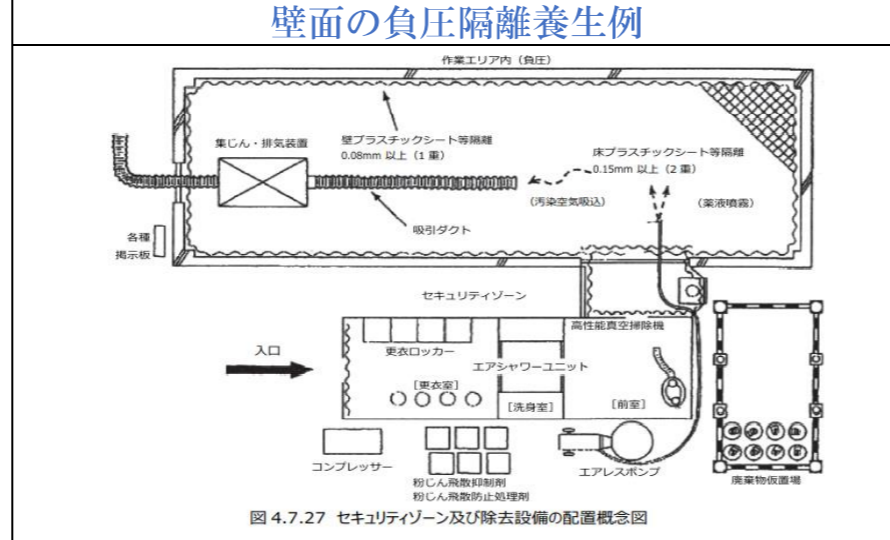 壁面の負圧隔離養生例
作業エリア内（負圧）
集じん・排気装置
壁プラスチックシート等隔離
0.08mm 以上（1 重）
床プラスチックシート等隔離
0.15mm 以上（2 重）
（汚染空気吸込）
（薬液噴霧）
吸引ダクト
各種
掲示板
セキュリティゾーン
高性能真空掃除機
入口
更衣ロッカー
エアシャワーユニット
［更衣室］
［洗身室］
［前室］
コンプレッサー
粉じん飛散抑制剤
粉じん飛散防止処理剤
エアレスポンプ
廃棄物仮置場
図 4.7.27 セキュリティゾーン及び除去設備の配置概念図